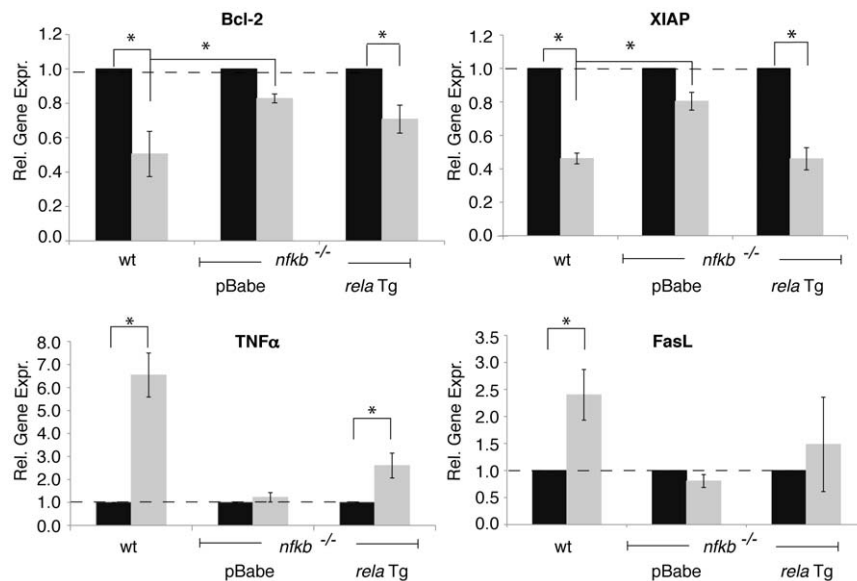 Bcl-2
*
*
*
Rel. Gene Expr.
1.2
1.0
0.8
0.6
0.4
0.2
0.0
wt
nfkb -/-
pBabe
rela Tg
XIAP
*
*
*
Rel. Gene Expr.
1.2
1.0
0.8
0.6
0.4
0.2
0.0
wt
nfkb -/-
pBabe
rela Tg
TNFα
*
*
Rel. Gene Expr.
8.0
7.0
6.0
5.0
4.0
3.0
2.0
1.0
0.0
wt
nfkb -/-
pBabe
rela Tg
FasL
*
Rel. Gene Expr.
3.5
3.0
2.5
2.0
1.5
1.0
0.5
0.0
wt
nfkb -/-
pBabe
rela Tg